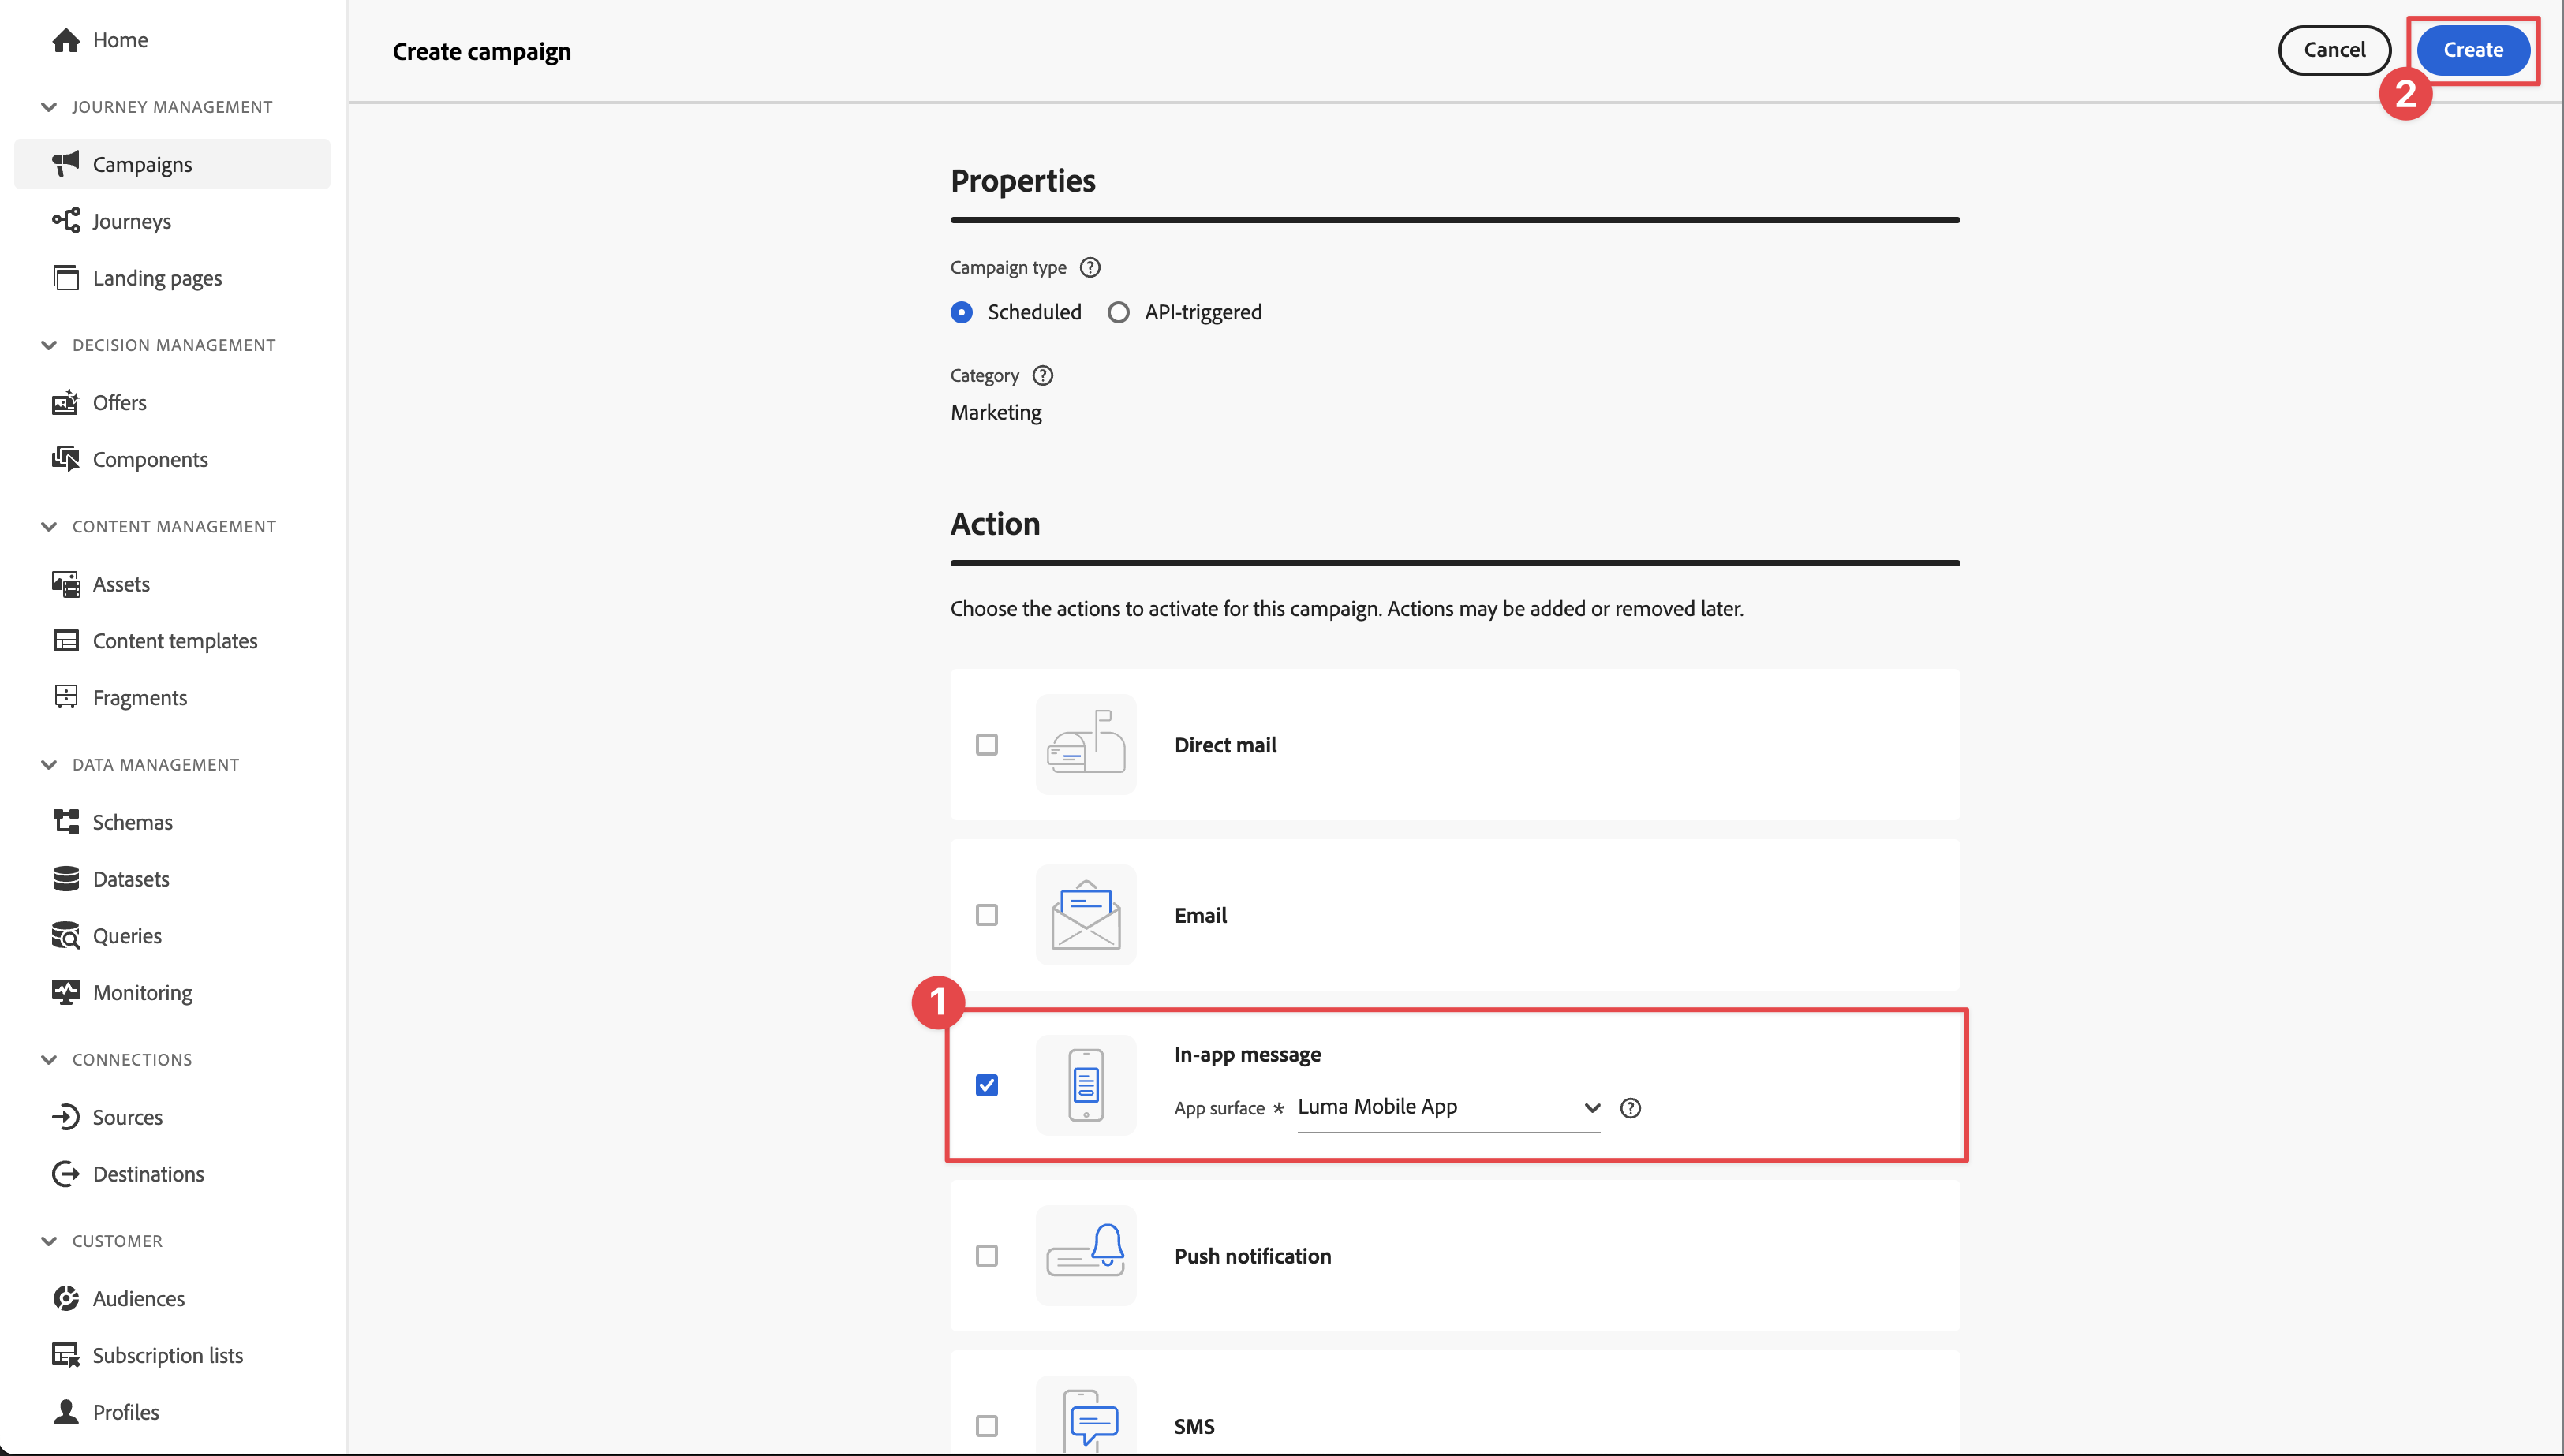 Home
JOURNEY MANAGEMENT
Campaigns
Journeys
Landing pages
DECISION MANAGEMENT
Offers
Components
CONTENT MANAGEMENT
Assets
Content templates
Fragments
DATA MANAGEMENT
Schemas
Datasets
Queries
Monitoring
CONNECTIONS
Sources
Destinations
CUSTOMER
Audiences
Subscription lists
Profiles
Create campaign
Cancel
Create
2
Properties
Campaign type ?
Scheduled API-triggered
Category ?
Marketing
Action
Choose the actions to activate for this campaign. Actions may be added or removed later.
Direct mail
Email
1
In-app message
App surface * Luma Mobile App ?
Push notification
SMS